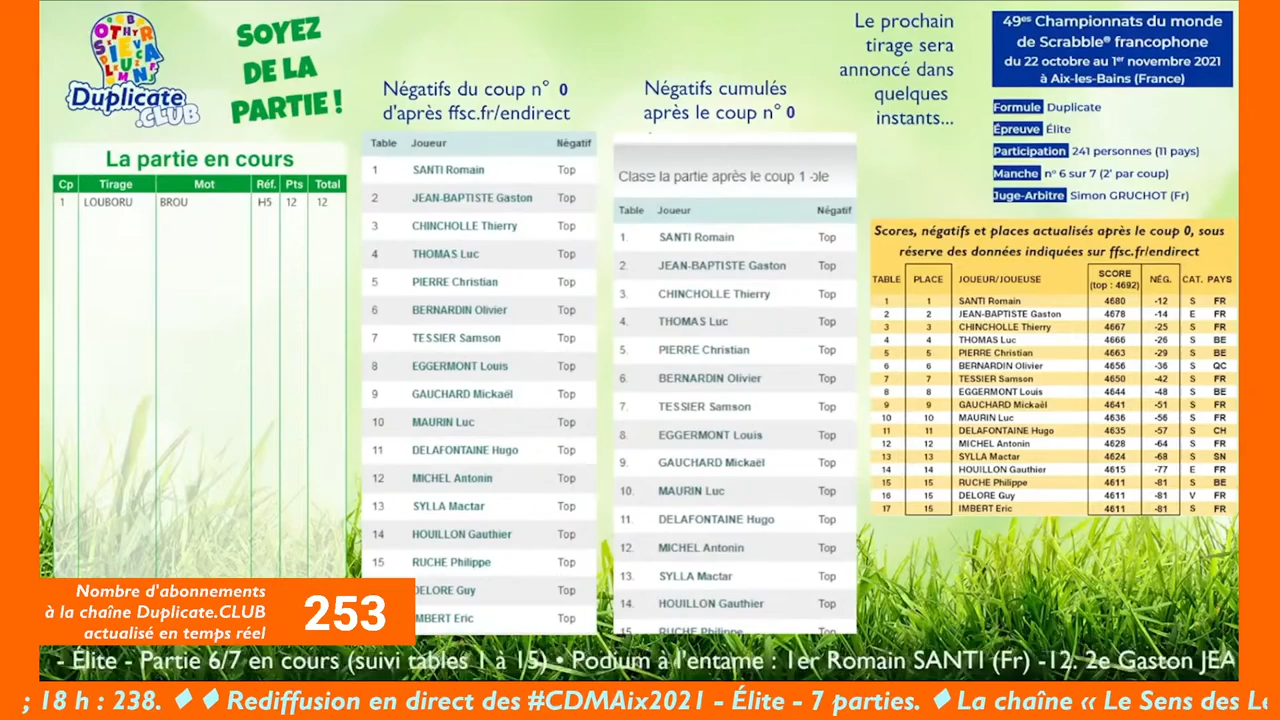 Duplicate
.CLUB
SOYEZ
DE LA
PARTIE !
La partie en cours
Cp Tirage Mot Réf. Pts Total
1 LOUBORU BROU H5 12 12
Négatifs du coup n° 0
d'après ffsc.fr/endirect
Table Joueur Négatif
1 SANTI Romain Top
2 JEAN-BAPTISTE Gaston Top
3 CHINCHOLLE Thierry Top
4 THOMAS Luc Top
5 PIERRE Christian Top
6 BERNARDIN Olivier Top
7 TESSIER Samson Top
8 EGGERMONT Louis Top
9 GAUCHARD Mickaël Top
10 MAURIN Luc Top
11 DELAFONTAINE Hugo Top
12 MICHEL Antonin Top
13 SYLLA Mactar Top
14 HOUILLON Gauthier Top
15 RUCHE Philippe Top
DELORE Guy Top
MBERT Eric Top
Négatifs cumulés
après le coup n° 0
la partie après le coup 1
Table Joueur Négatif
1. SANTI Romain Top
2. JEAN-BAPTISTE Gaston Top
3. CHINCHOLLE Thierry Top
4. THOMAS Luc Top
5. PIERRE Christian Top
6. BERNARDIN Olivier Top
7. TESSIER Samson Top
8. EGGERMONT Louis Top
9. GAUCHARD Mickaël Top
10. MAURIN Luc Top
11. DELAFONTAINE Hugo Top
12. MICHEL Antonin Top
13. SYLLA Mactar Top
14. HOUILLON Gauthier Top
15. RUCHE Philippe Top
Le prochain
tirage sera
annoncé dans
quelques
instants...
49es Championnats du monde
de Scrabble® francophone
du 22 octobre au 1er novembre 2021
à Aix-les-Bains (France)
Formule Duplicate
Épreuve Élite
Participation 241 personnes (11 pays)
Manche n° 6 sur 7 (2' par coup)
Juge-Arbitre Simon GRUCHOT (Fr)
Scores, négatifs et places actualisés après le coup 0, sous
réserve des données indiquées sur ffsc.fr/endirect
TABLE PLACE JOUEUR/JOUEUSE SCORE (top : 4692) NÉG. CAT. PAYS
1 1 SANTI Romain 4680 -12 S FR
2 2 JEAN-BAPTISTE Gaston 4678 -14 E FR
3 3 CHINCHOLLE Thierry 4667 -25 S FR
4 4 THOMAS Luc 4666 -26 S BE
5 5 PIERRE Christian 4663 -29 S BE
6 6 BERNARDIN Olivier 4656 -36 S QC
7 7 TESSIER Samson 4650 -42 S FR
8 8 EGGERMONT Louis 4644 -48 S BE
9 9 GAUCHARD Mickaël 4641 -51 S FR
10 10 MAURIN Luc 4636 -56 S FR
11 11 DELAFONTAINE Hugo 4635 -57 S CH
12 12 MICHEL Antonin 4628 -64 S FR
13 13 SYLLA Mactar 4624 -68 S SN
14 14 HOUILLON Gauthier 4615 -77 E FR
15 15 RUCHE Philippe 4611 -81 S BE
16 15 DELORE Guy 4611 -81 V FR
17 15 IMBERT Eric 4611 -81 S FR
Nombre d'abonnements
à la chaîne Duplicate.CLUB
actualisé en temps réel
253
- Élite - Partie 6/7 en cours (suivi tables 1 à 15) • Podium à l'entame : 1er Romain SANTI (Fr) -12. 2e Gaston JEA
; 18 h : 238. ♦ ♦ Rediffusion en direct des #CDMAix2021 - Élite - 7 parties. ♦ La chaîne « Le Sens des Le